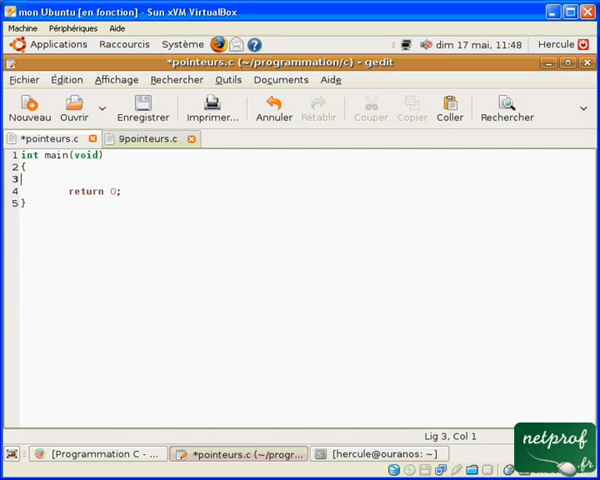 mon Ubuntu [en fonction] - Sun xVM VirtualBox
Machine Périphériques Aide
Applications Raccourcis Système dim 17 mai, 11:48 Hercule
*pointeurs.c (~/programmation/c) - gedit
Fichier Édition Affichage Rechercher Outils Documents Aide
Nouveau Ouvrir Enregistrer Imprimer... Annuler Rétablir Couper Copier Coller Rechercher
*pointeurs.c 9pointeurs.c
1 int main(void)
2 {
3
4 return 0;
5 }
Lig 3, Col 1
netprof
.fr
[Programmation C - ... *pointeurs.c (~/progr... [hercule@ouranos: ~]